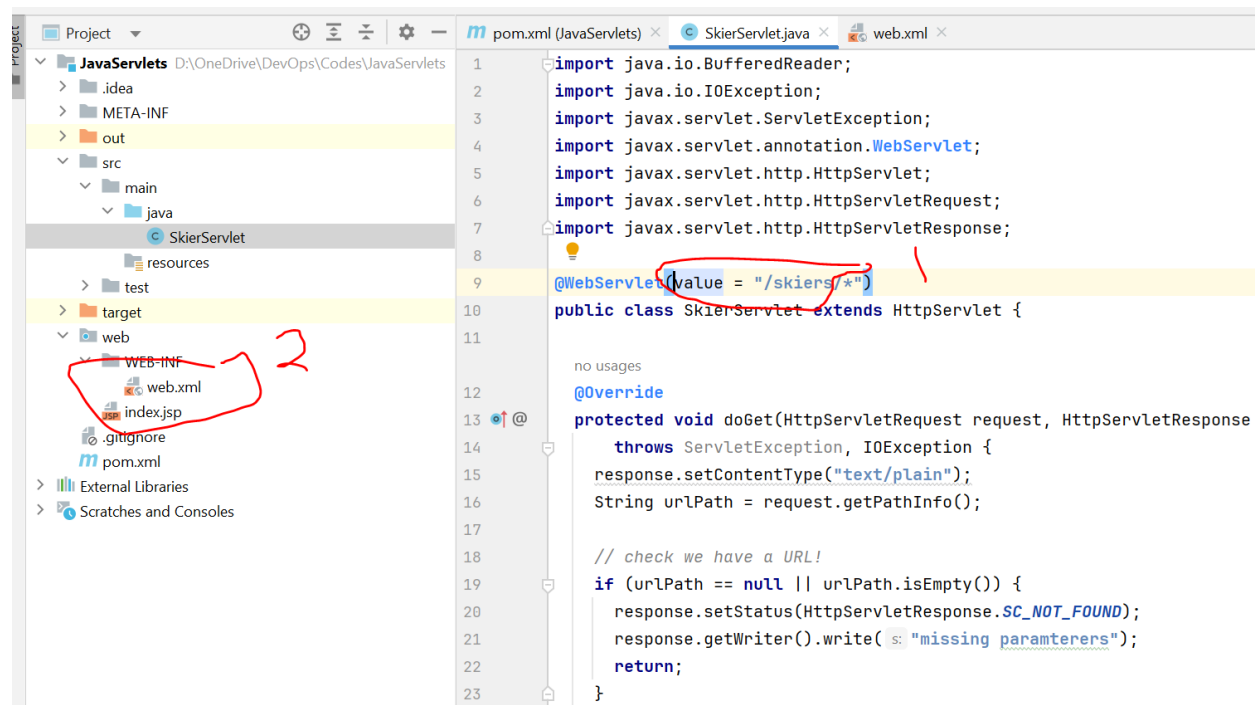 Project
Project
JavaServlets D:\OneDrive\DevOps\Codes\JavaServlets
.idea
META-INF
out
src
main
java
SkierServlet
resources
test
target
web
WEB-INF
web.xml
index.jsp
.gitignore
pom.xml
External Libraries
Scratches and Consoles
2
pom.xml (JavaServlets) SkierServlet.java web.xml
1 import java.io.BufferedReader;
2 import java.io.IOException;
3 import javax.servlet.ServletException;
4 import javax.servlet.annotation.WebServlet;
5 import javax.servlet.http.HttpServlet;
6 import javax.servlet.http.HttpServletRequest;
7 import javax.servlet.http.HttpServletResponse;
8
1
9 @WebServlet(value = "/skiers/*")
10 public class SkierServlet extends HttpServlet {
11
no usages
12 @Override
13 @ protected void doGet(HttpServletRequest request, HttpServletResponse
14 throws ServletException, IOException {
15 response.setContentType("text/plain");
16 String urlPath = request.getPathInfo();
17
18 // check we have a URL!
19 if (urlPath == null || urlPath.isEmpty()) {
20 response.setStatus(HttpServletResponse.SC_NOT_FOUND);
21 response.getWriter().write( s: "missing paramterers");
22 return;
23 }